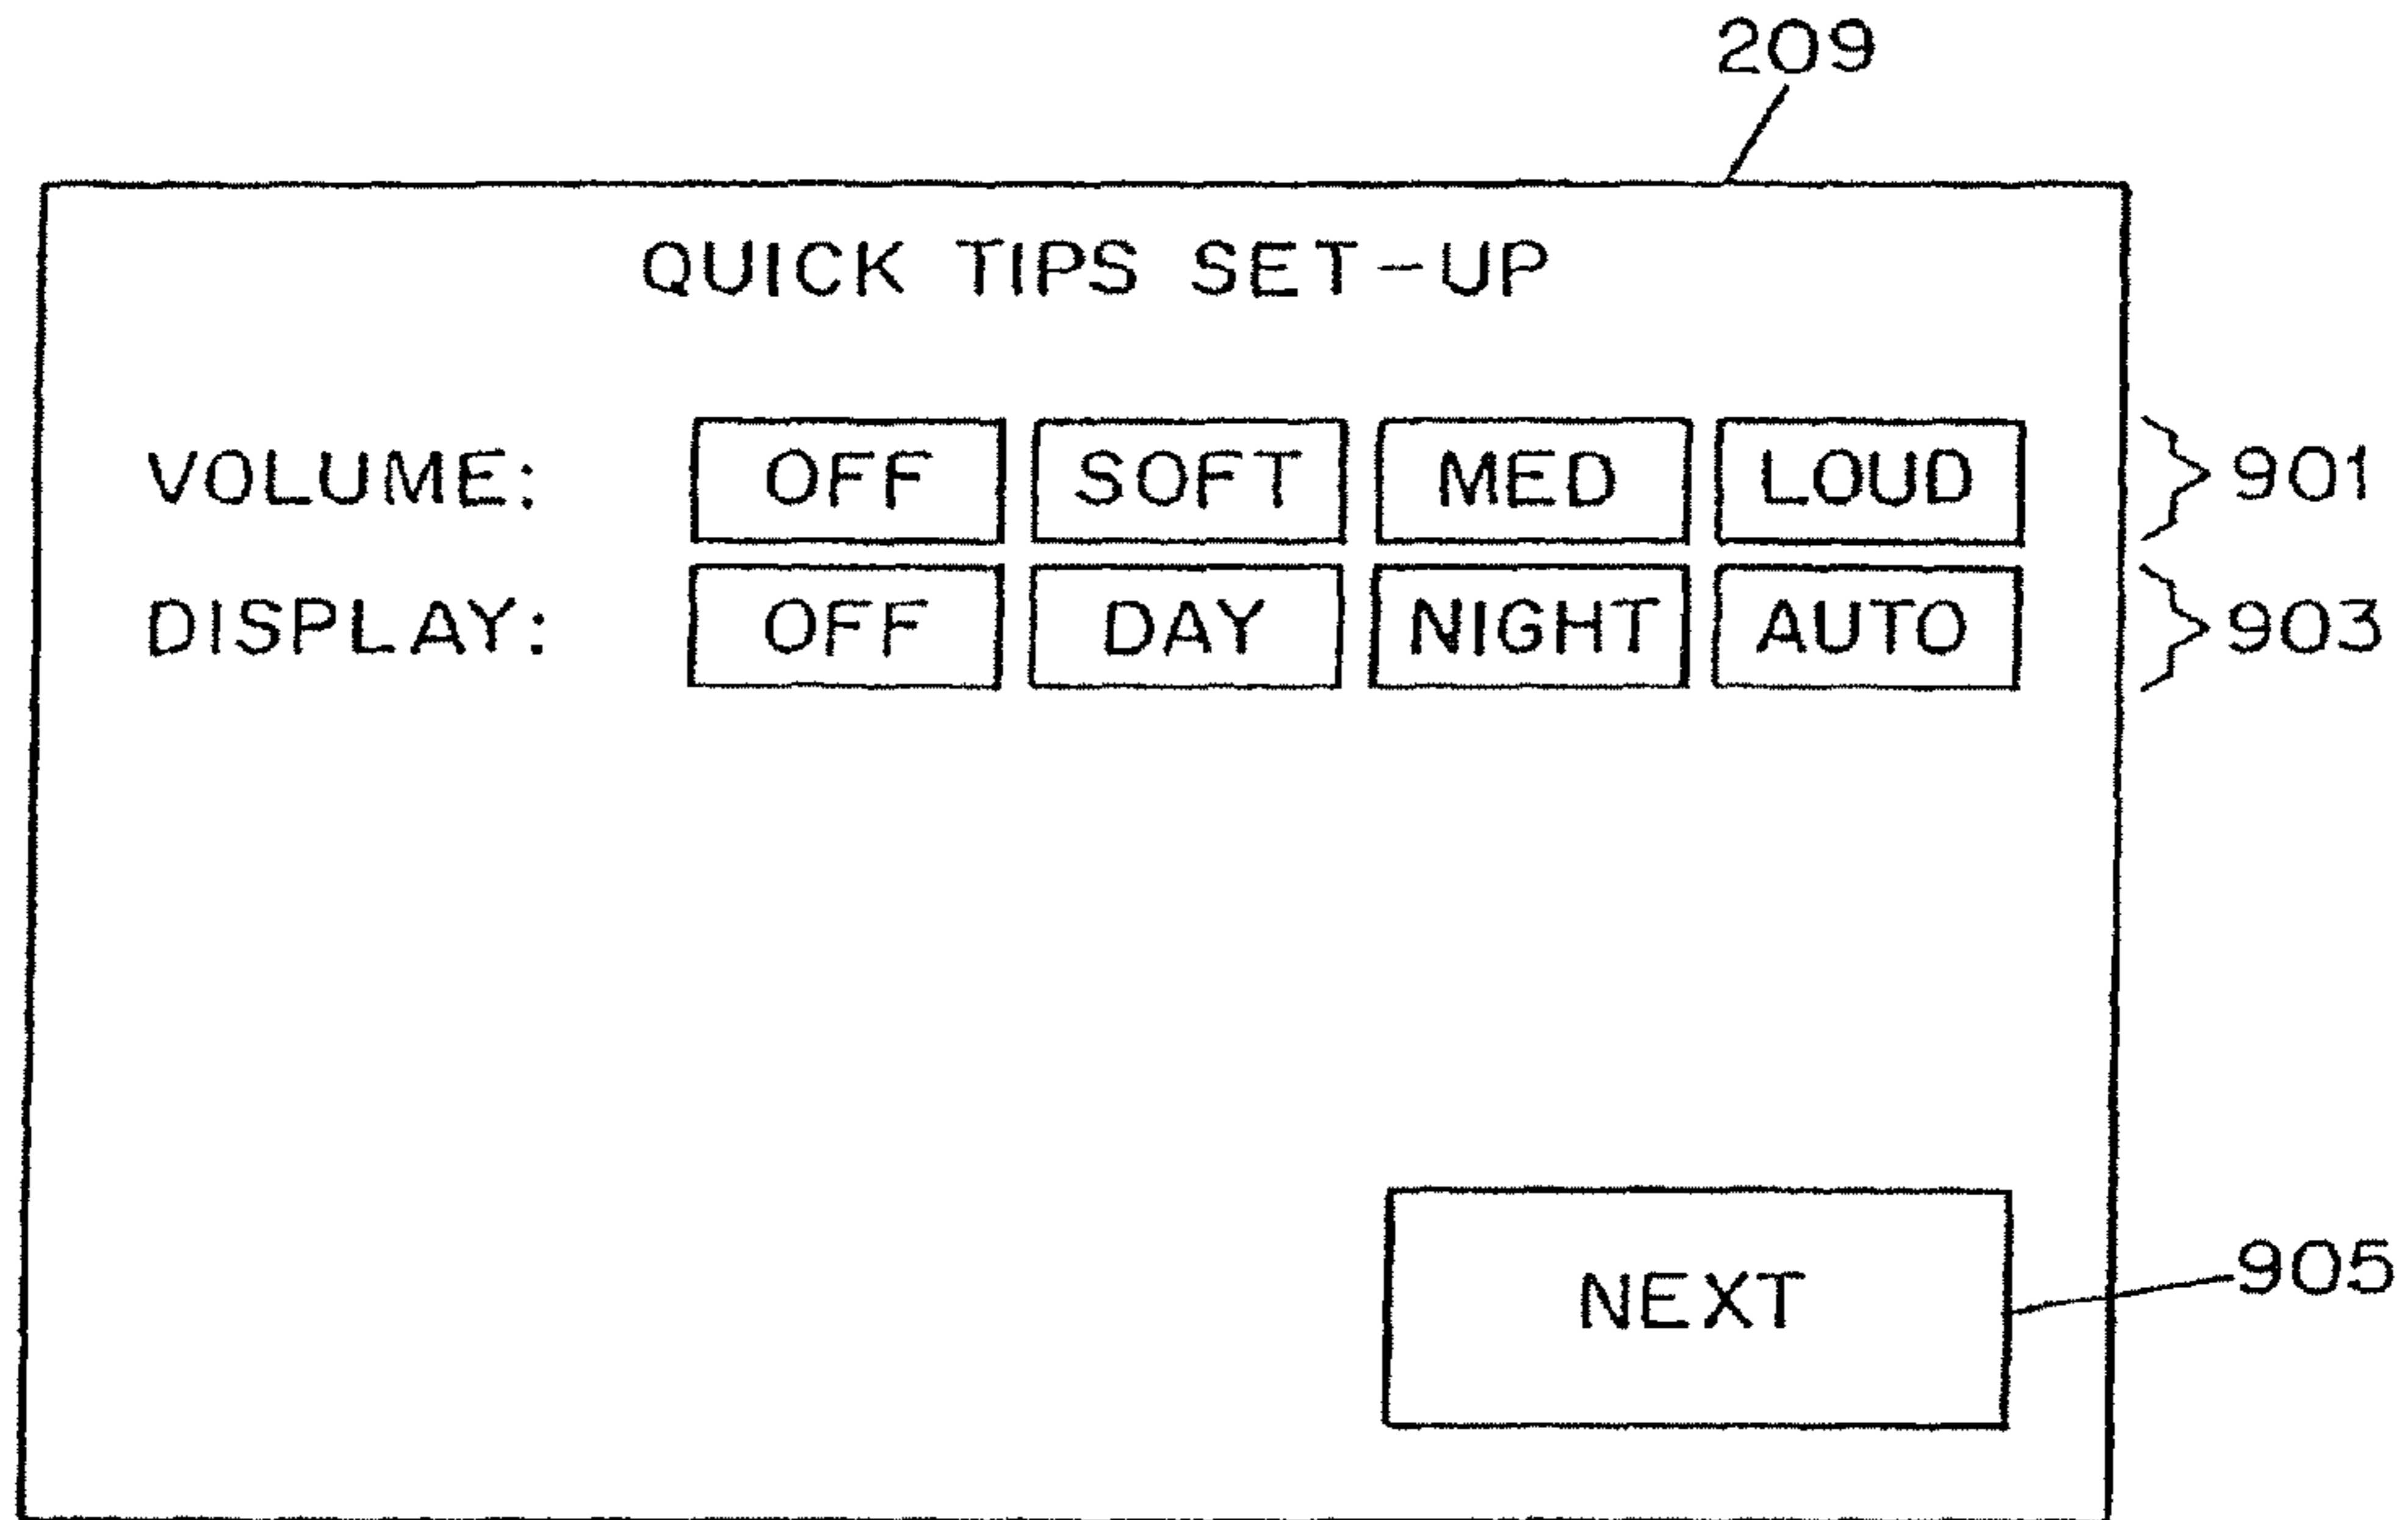 209
QUICK TIPS SET-UP
VOLUME: OFF SOFT MED LOUD 901
DISPLAY: OFF DAY NIGHT AUTO 903
NEXT 905